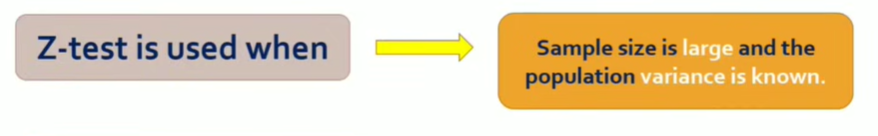 Z-test is used when
Sample size is large and the
population variance is known.